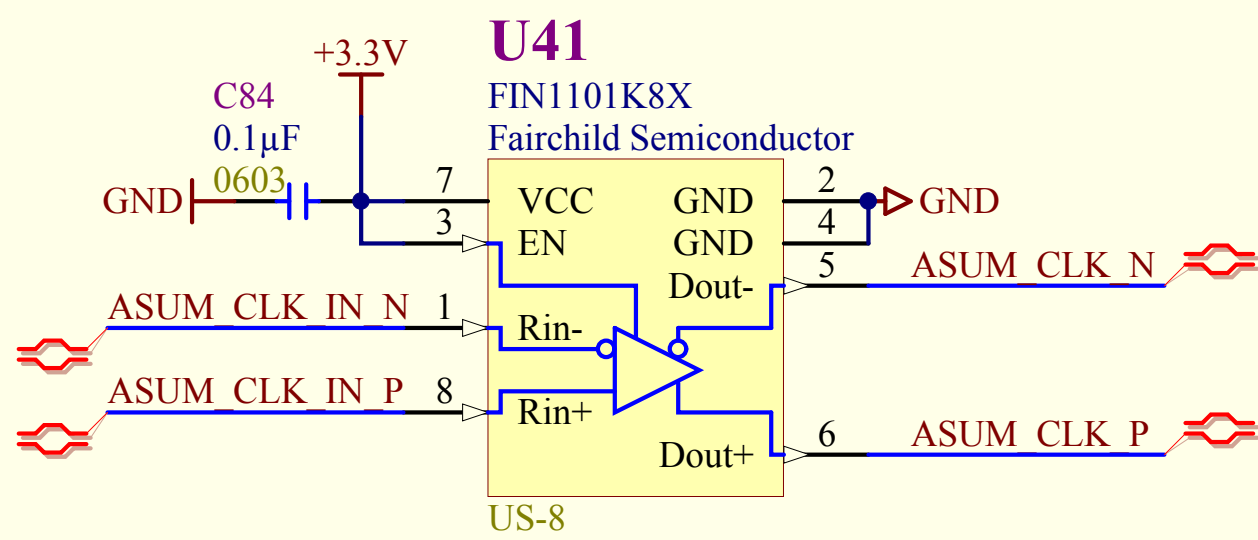 U41
+3.3V
C84
FIN1101K8X
0.1µF
Fairchild Semiconductor
0603
GND
7
VCC
GND
2
GND
3
EN
GND
4
Dout-
5
ASUM_CLK_N
ASUM_CLK_IN_N
1
Rin-
ASUM_CLK_IN_P
8
Rin+
Dout+
6
ASUM_CLK_P
US-8